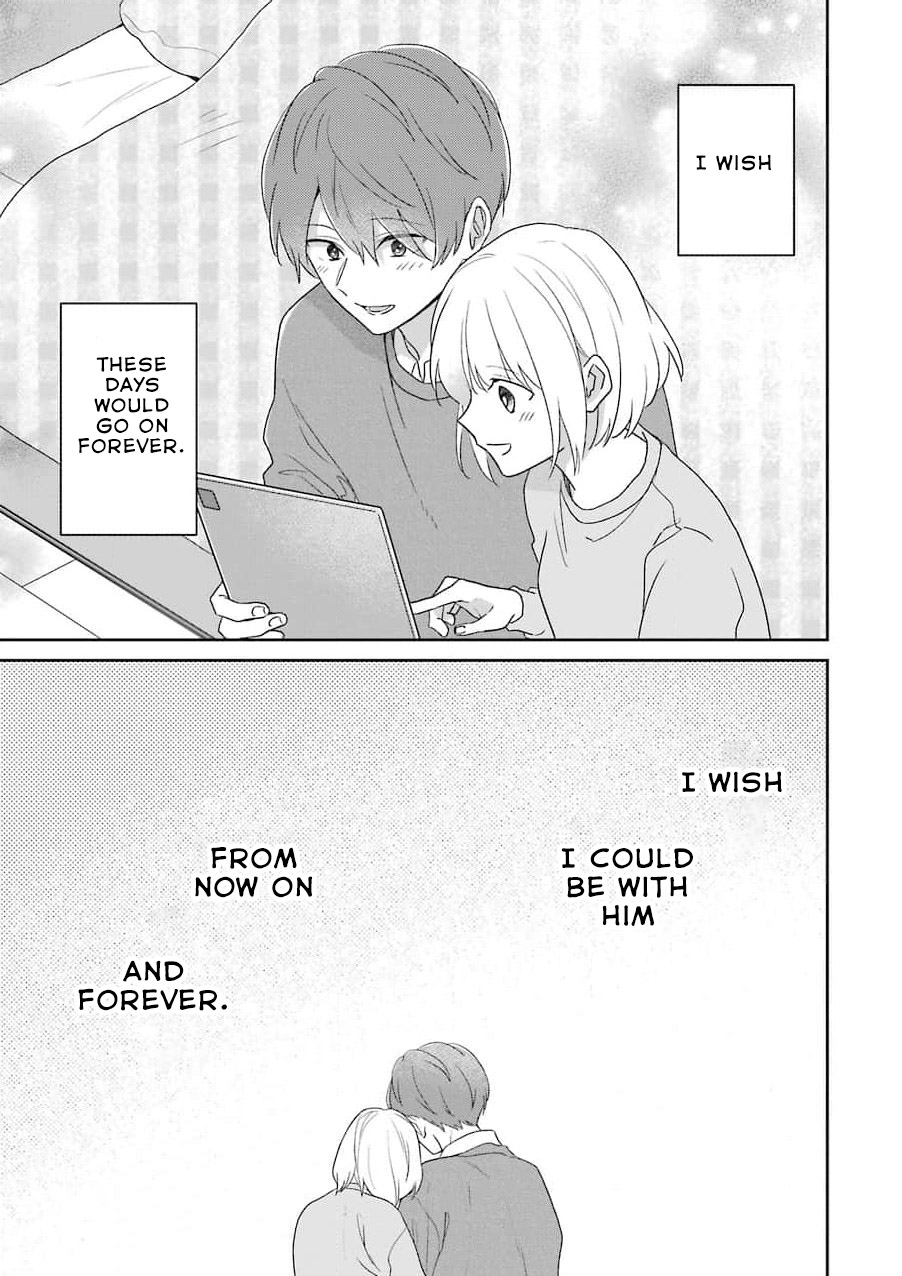 I WISH
THESE
DAYS
WOULD
GO ON
FOREVER.
I WISH
I COULD
BE WITH
HIM
FROM
NOW ON
AND
FOREVER.